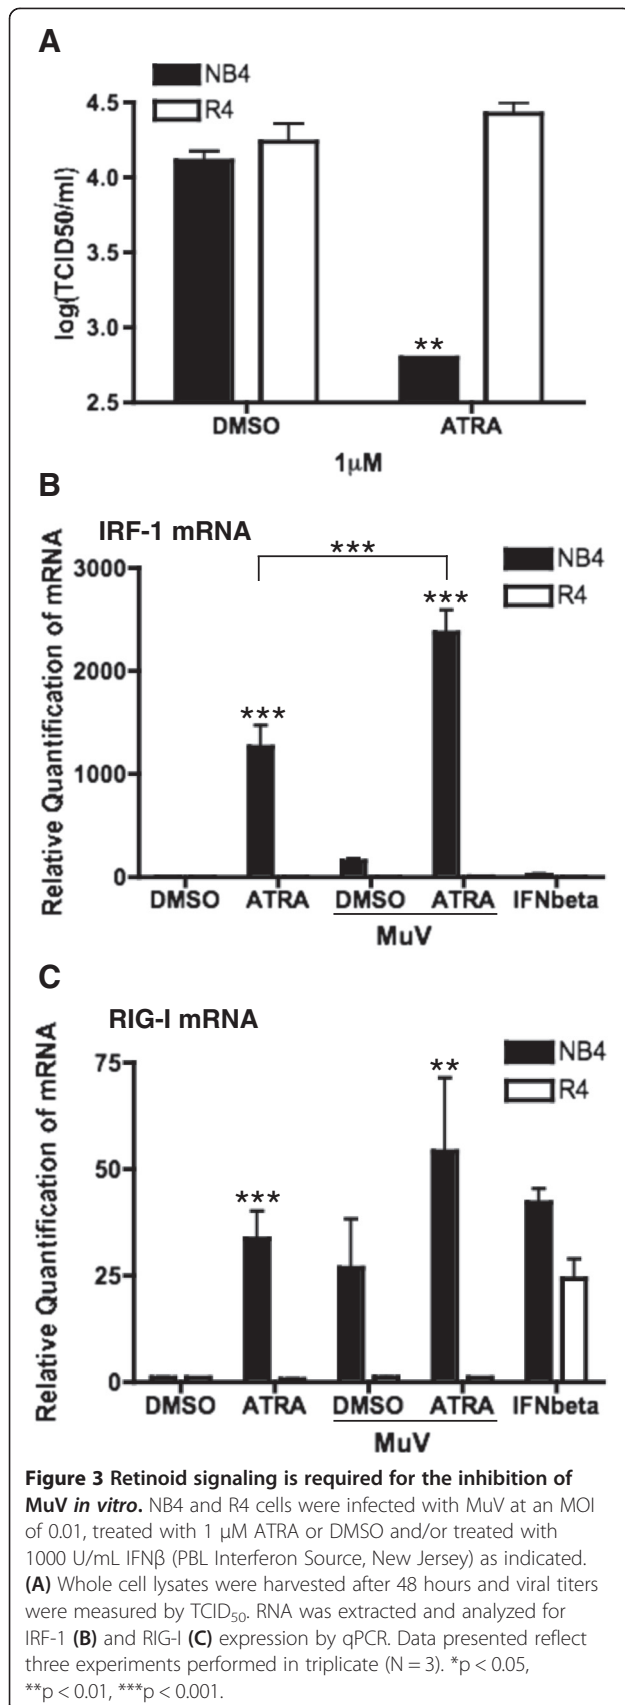 A
NB4
R4
log(TCID50/ml)
4.5
4.0
3.5
3.0
2.5
**
DMSO ATRA
1μM
B
IRF-1 mRNA
Relative Quantification of mRNA
NB4
R4
***
***
***
3000
2000
1000
0
DMSO ATRA DMSO ATRA IFNbeta
MuV
C
RIG-I mRNA
Relative Quantification of mRNA
NB4
R4
**
***
75
50
25
0
DMSO ATRA DMSO ATRA IFNbeta
MuV
Figure 3 Retinoid signaling is required for the inhibition of
MuV in vitro. NB4 and R4 cells were infected with MuV at an MOI
of 0.01, treated with 1 μM ATRA or DMSO and/or treated with
1000 U/mL IFNβ (PBL Interferon Source, New Jersey) as indicated.
(A) Whole cell lysates were harvested after 48 hours and viral titers
were measured by TCID50. RNA was extracted and analyzed for
IRF-1 (B) and RIG-I (C) expression by qPCR. Data presented reflect
three experiments performed in triplicate (N = 3). *p < 0.05,
**p < 0.01, ***p < 0.001.